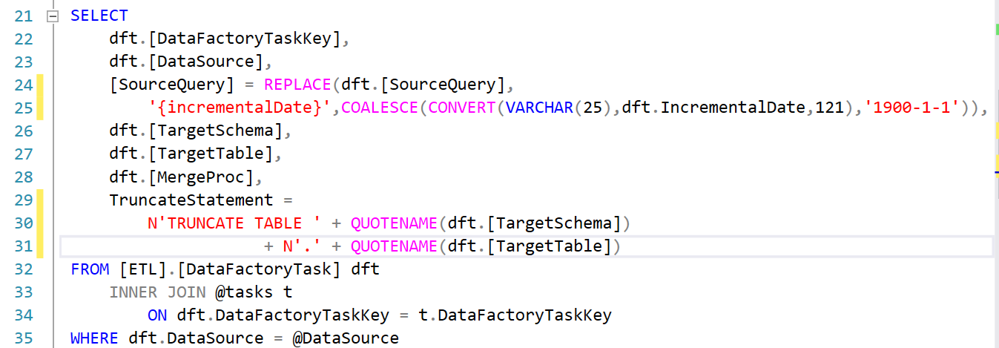 21 SELECT
22 dft.[DataFactoryTaskKey],
23 dft.[DataSource],
24 [SourceQuery] = REPLACE(dft.[SourceQuery],
25 '{incrementalDate}',COALESCE(CONVERT(VARCHAR(25),dft.IncrementalDate,121),'1900-1-1')),
26 dft.[TargetSchema],
27 dft.[TargetTable],
28 dft.[MergeProc],
29 TruncateStatement =
30 N'TRUNCATE TABLE ' + QUOTENAME(dft.[TargetSchema])
31 + N'.' + QUOTENAME(dft.[TargetTable])
32 FROM [ETL].[DataFactoryTask] dft
33 INNER JOIN @tasks t
34 ON dft.DataFactoryTaskKey = t.DataFactoryTaskKey
35 WHERE dft.DataSource = @DataSource